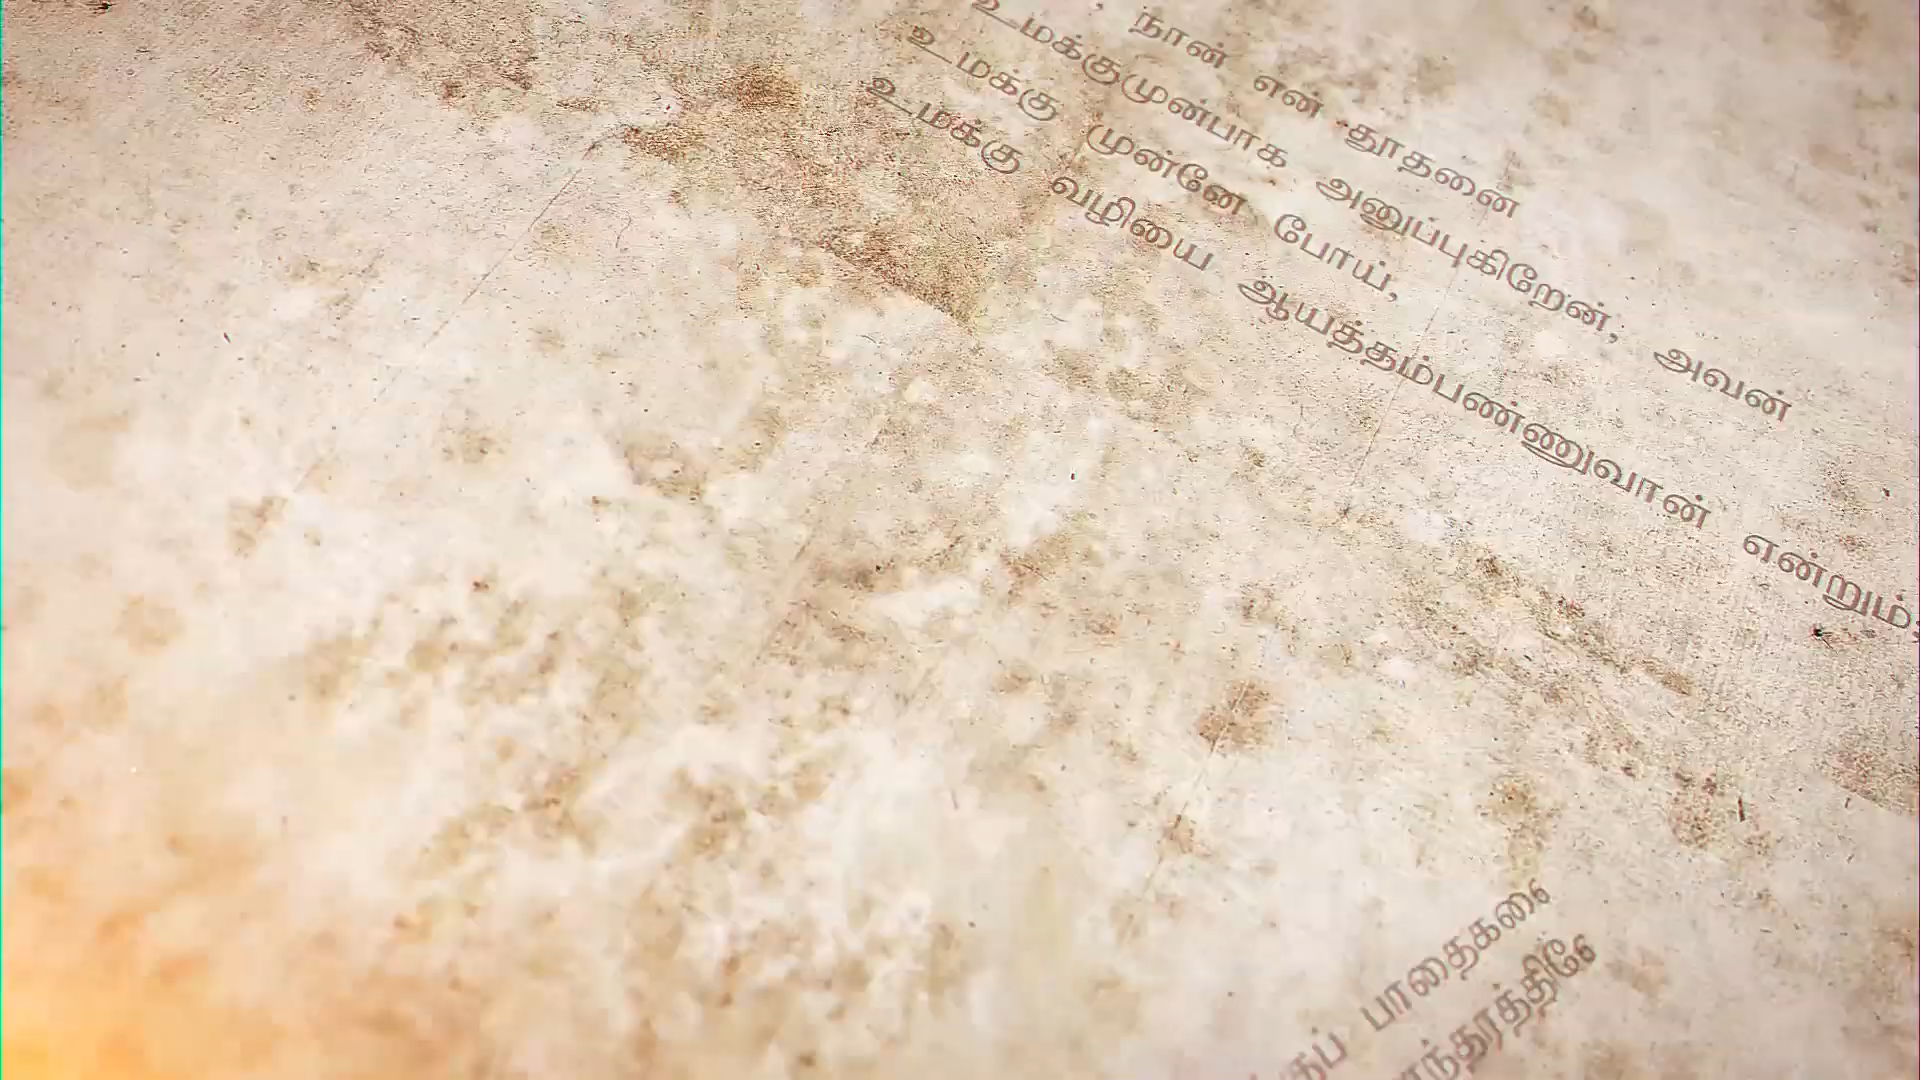 , நான் என் தூதனை
உமக்குமுன்பாக அனுப்புகிறேன், அவன்
உமக்கு முன்னே போய்,
உமக்கு வழியை ஆயத்தம்பண்ணுவான் என்றும்;
பாதைகளை